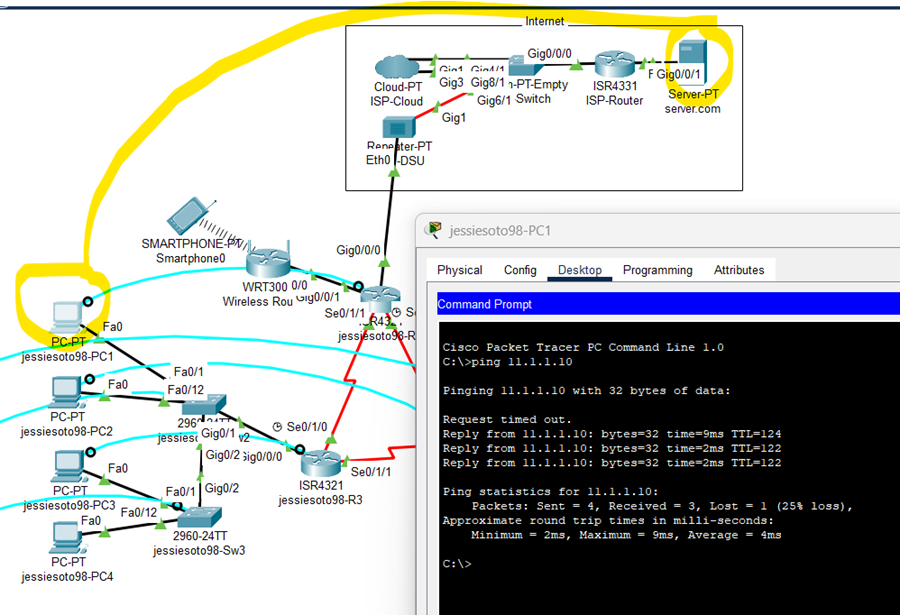 Internet
Gig0/0/0
Gig1
Gig4/1
Gig3
Gig8/1
n-PT-Empty
Switch
Gig6/1
Gig1
Cloud-PT
ISP-Cloud
ISR4331
ISP-Router
Gig0/0/1
Server-PT
server.com
Repeater-PT
Eth0
-DSU
SMARTPHONE-PT
Smartphone0
Gig0/0/0
WRT300
0/0
Wireless Rou
Gig0/0/1
Se0/1/1
jessiesoto98-R
PC-PT
Fa0
jessiesoto98-PC1
Fa0/1
Fa0
Fa0/12
PC-PT
jessiesoto98-PC2
2960-24TT
Gig0/1
Se0/1/0
Gig0/2
Fa0
PC-PT
jessiesoto98-PC3
Fa0/1
Gig0/2
ISR4321
jessiesoto98-R3
Se0/1/1
Fa0
Fa0/12
2960-24TT
jessiesoto98-Sw3
PC-PT
jessiesoto98-PC4
jessiesoto98-PC1
Physical Config Desktop Programming Attributes
Command Prompt
Cisco Packet Tracer PC Command Line 1.0
C:\>ping 11.1.1.10
Pinging 11.1.1.10 with 32 bytes of data:
Request timed out.
Reply from 11.1.1.10: bytes=32 time=9ms TTL=124
Reply from 11.1.1.10: bytes=32 time=2ms TTL=122
Reply from 11.1.1.10: bytes=32 time=2ms TTL=122
Ping statistics for 11.1.1.10:
Packets: Sent = 4, Received = 3, Lost = 1 (25% loss),
Approximate round trip times in milli-seconds:
Minimum = 2ms, Maximum = 9ms, Average = 4ms
C:\>